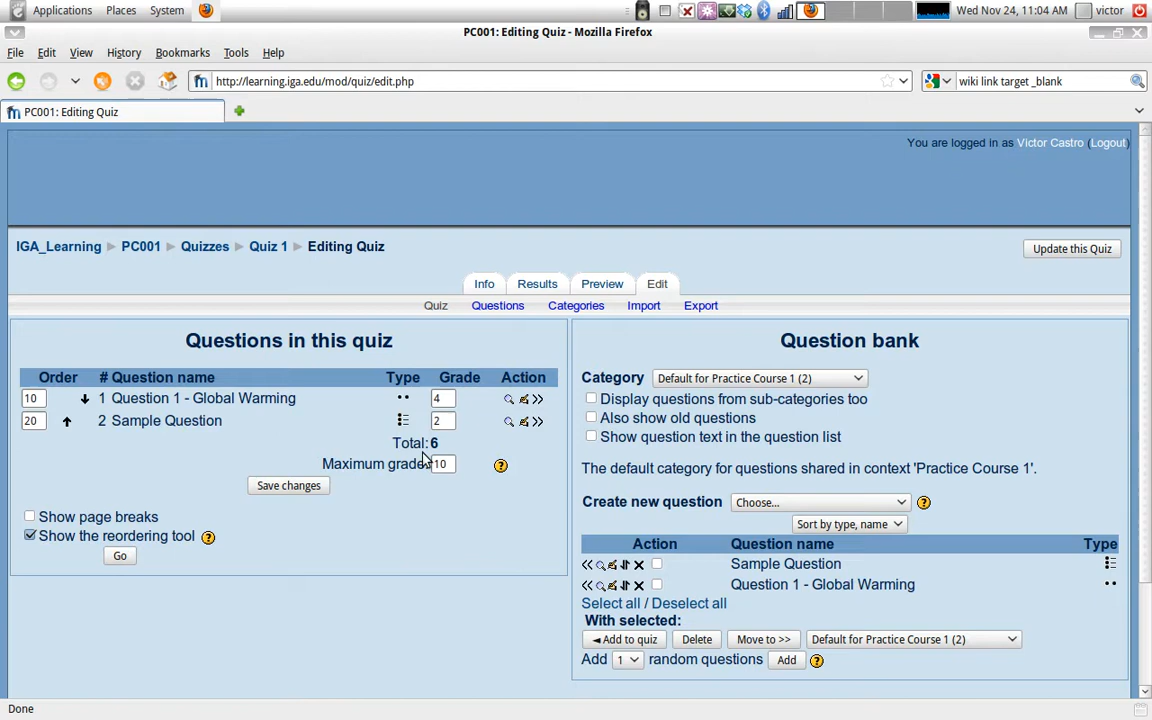 Applications Places System Wed Nov 24, 11:04 AM victor
PC001: Editing Quiz - Mozilla Firefox
File Edit View History Bookmarks Tools Help
http://learning.iga.edu/mod/quiz/edit.php wiki link target _blank
PC001: Editing Quiz
You are logged in as Victor Castro (Logout)
IGA_Learning ► PC001 ► Quizzes ► Quiz 1 ► Editing Quiz Update this Quiz
Info Results Preview Edit
Quiz Questions Categories Import Export
Questions in this quiz
Order # Question name Type Grade Action
10 1 Question 1 - Global Warming 4
20 2 Sample Question 2
Total: 6
Maximum grade: 10
Save changes
Show page breaks
Show the reordering tool
Go
Question bank
Category Default for Practice Course 1 (2)
Display questions from sub-categories too
Also show old questions
Show question text in the question list
The default category for questions shared in context 'Practice Course 1'.
Create new question Choose...
Sort by type, name
Action Question name Type
Sample Question
Question 1 - Global Warming
Select all / Deselect all
With selected:
◄ Add to quiz Delete Move to >> Default for Practice Course 1 (2)
Add 1 random questions Add
Done